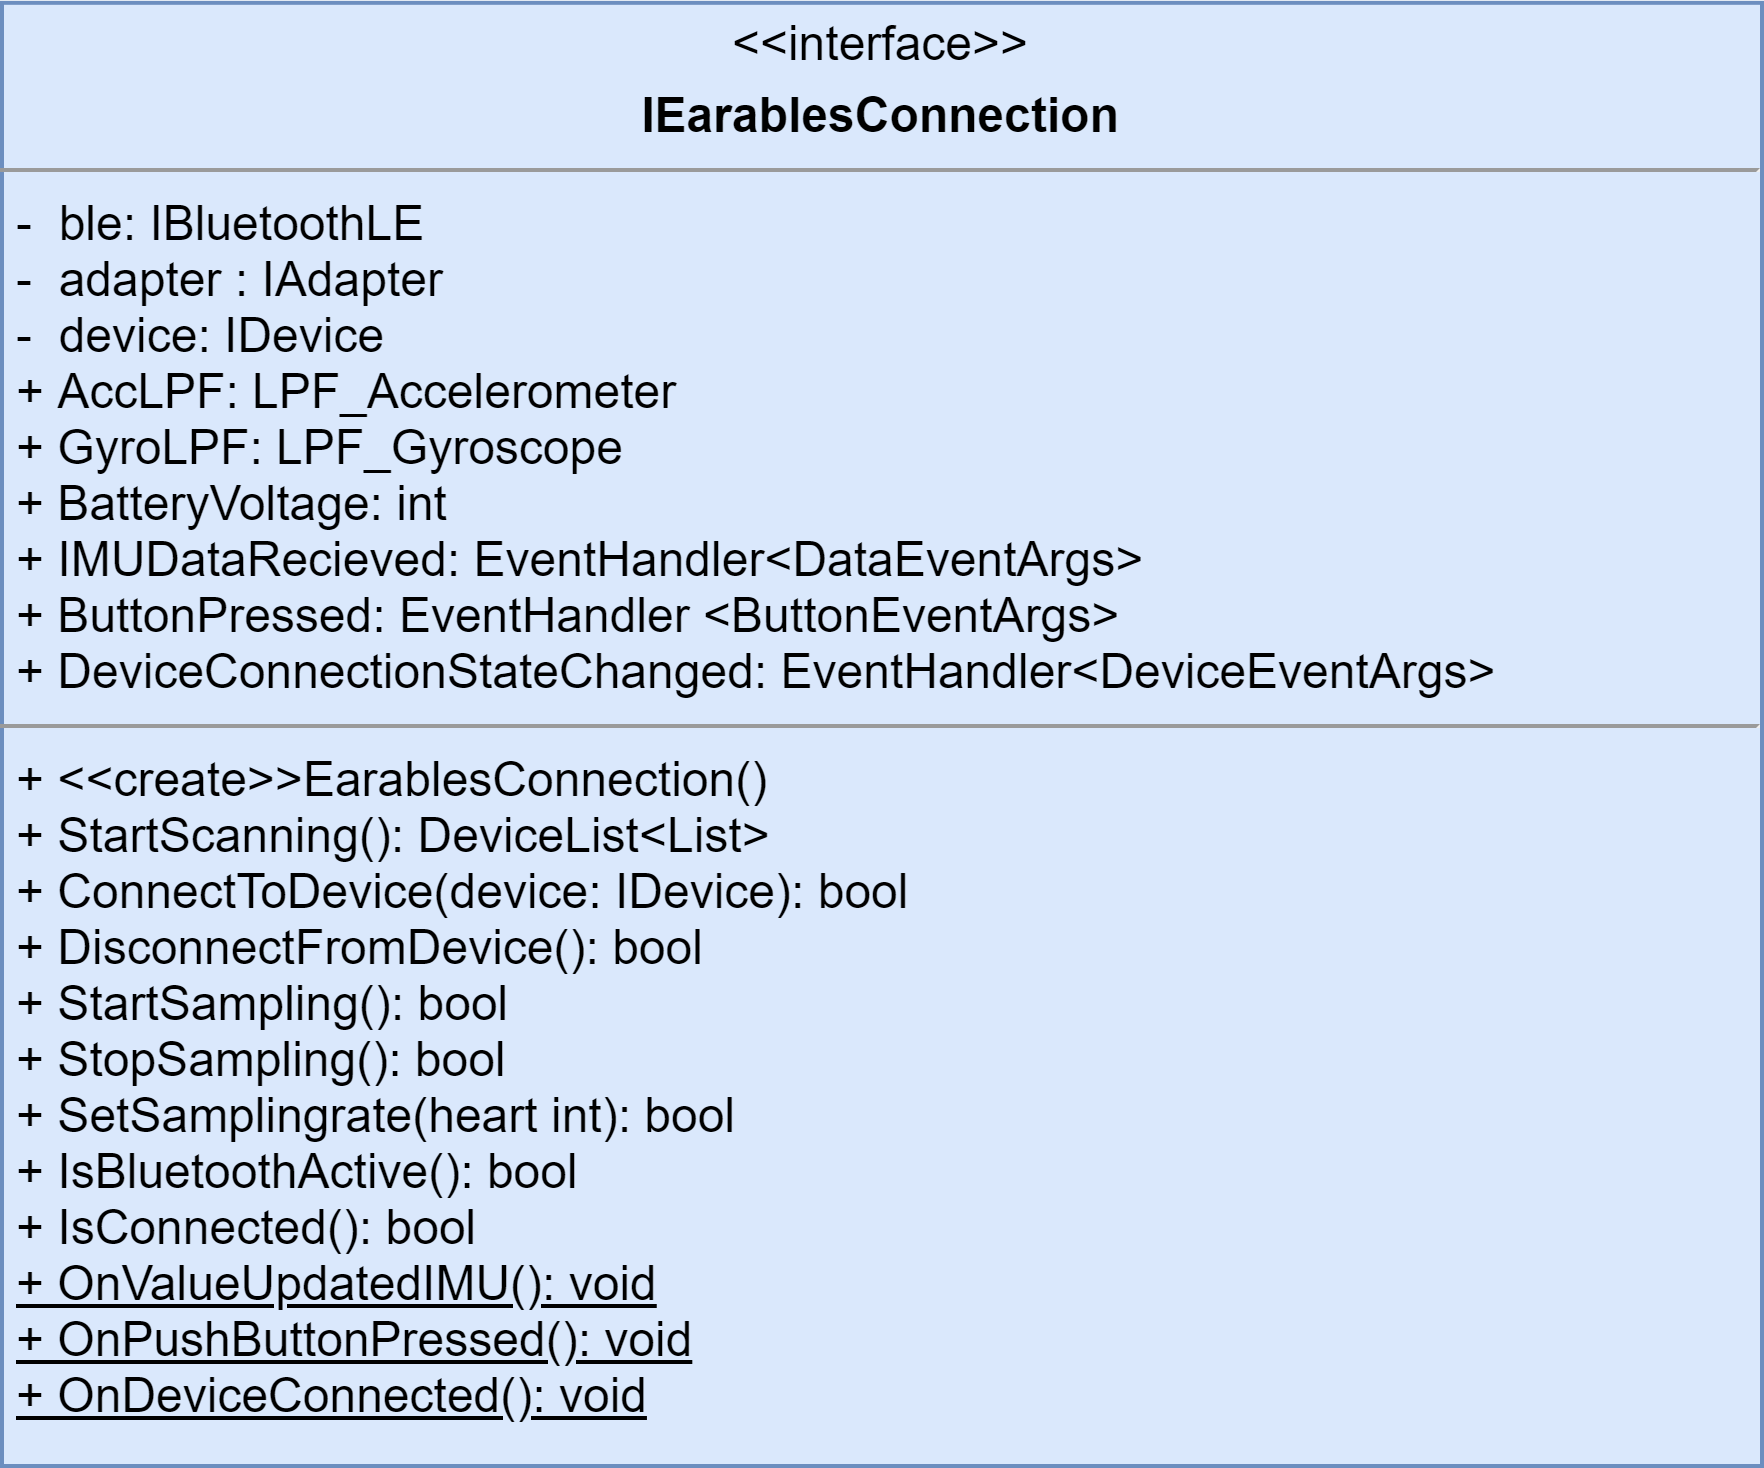 <<interface>>
IEarablesConnection
- ble: IBluetoothLE
- adapter : IAdapter
- device: IDevice
+ AccLPF: LPF_Accelerometer
+ GyroLPF: LPF_Gyroscope
+ BatteryVoltage: int
+ IMUDataRecieved: EventHandler<DataEventArgs>
+ ButtonPressed: EventHandler <ButtonEventArgs>
+ DeviceConnectionStateChanged: EventHandler<DeviceEventArgs>
+ <<create>>EarablesConnection()
+ StartScanning(): DeviceList<List>
+ ConnectToDevice(device: IDevice): bool
+ DisconnectFromDevice(): bool
+ StartSampling(): bool
+ StopSampling(): bool
+ SetSamplingrate(heart int): bool
+ IsBluetoothActive(): bool
+ IsConnected(): bool
+ OnValueUpdatedIMU(): void
+ OnPushButtonPressed(): void
+ OnDeviceConnected(): void